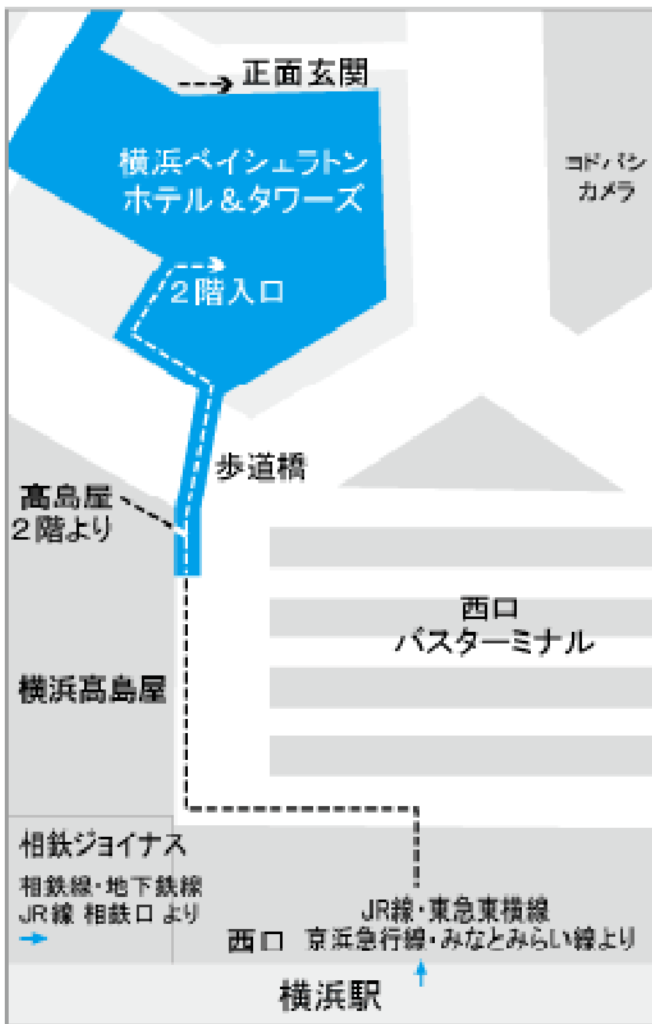 正面玄関
横浜ベイシェラトン
ホテル&タワーズ
ヨドバシ
カメラ
2階入口
歩道橋
髙島屋
2階より
西口
バスターミナル
横浜髙島屋
相鉄ジョイナス
相鉄線・地下鉄線
JR線 相鉄口 より
JR線・東急東横線
西口 京浜急行線・みなとみらい線より
横浜駅